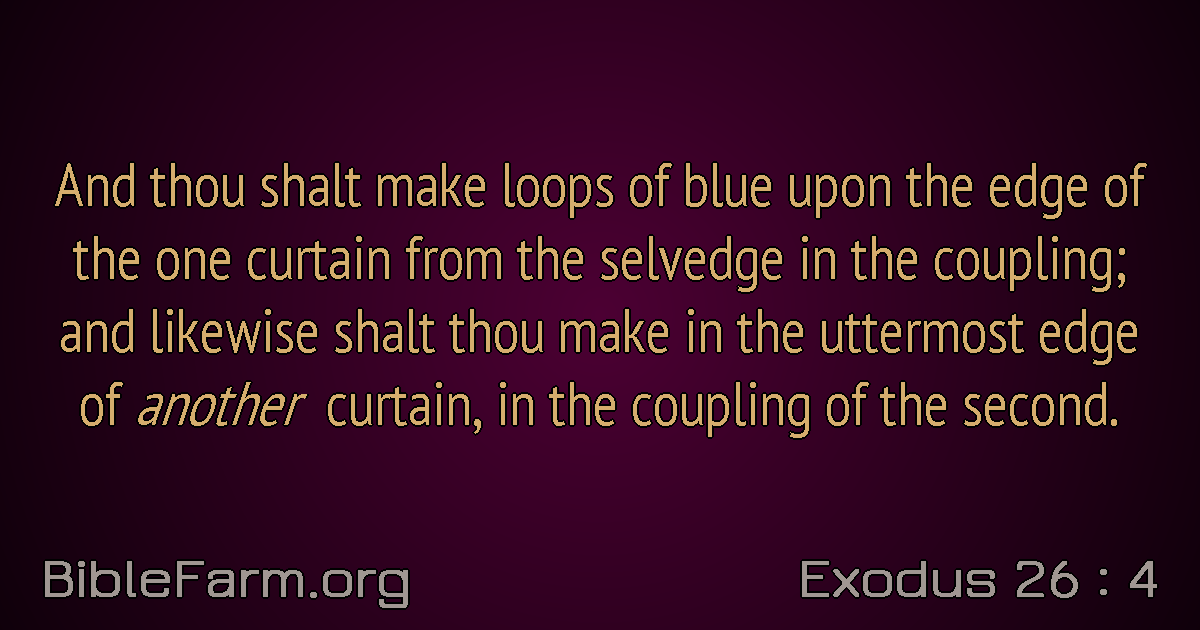 And thou shalt make loops of blue upon the edge of
the one curtain from the selvedge in the coupling;
and likewise shalt thou make in the uttermost edge
of another curtain, in the coupling of the second.
BibleFarm.org
Exodus 26 : 4